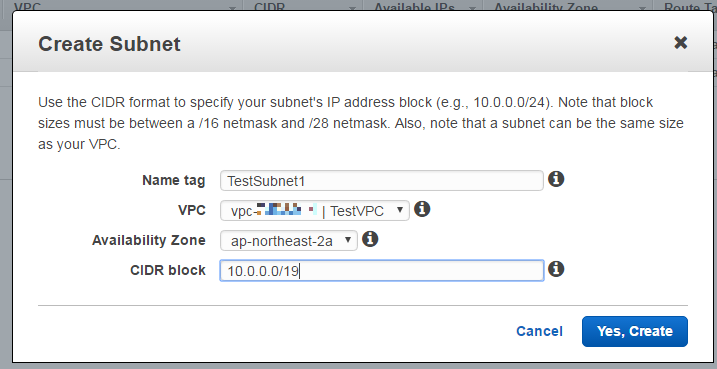 VPC CIDR Available IPs Availability Zone Route Ta
Create Subnet
Use the CIDR format to specify your subnet's IP address block (e.g., 10.0.0.0/24). Note that block
sizes must be between a /16 netmask and /28 netmask. Also, note that a subnet can be the same size
as your VPC.
Name tag TestSubnet1
VPC vpc- | TestVPC
Availability Zone ap-northeast-2a
CIDR block 10.0.0.0/19
Cancel Yes, Create